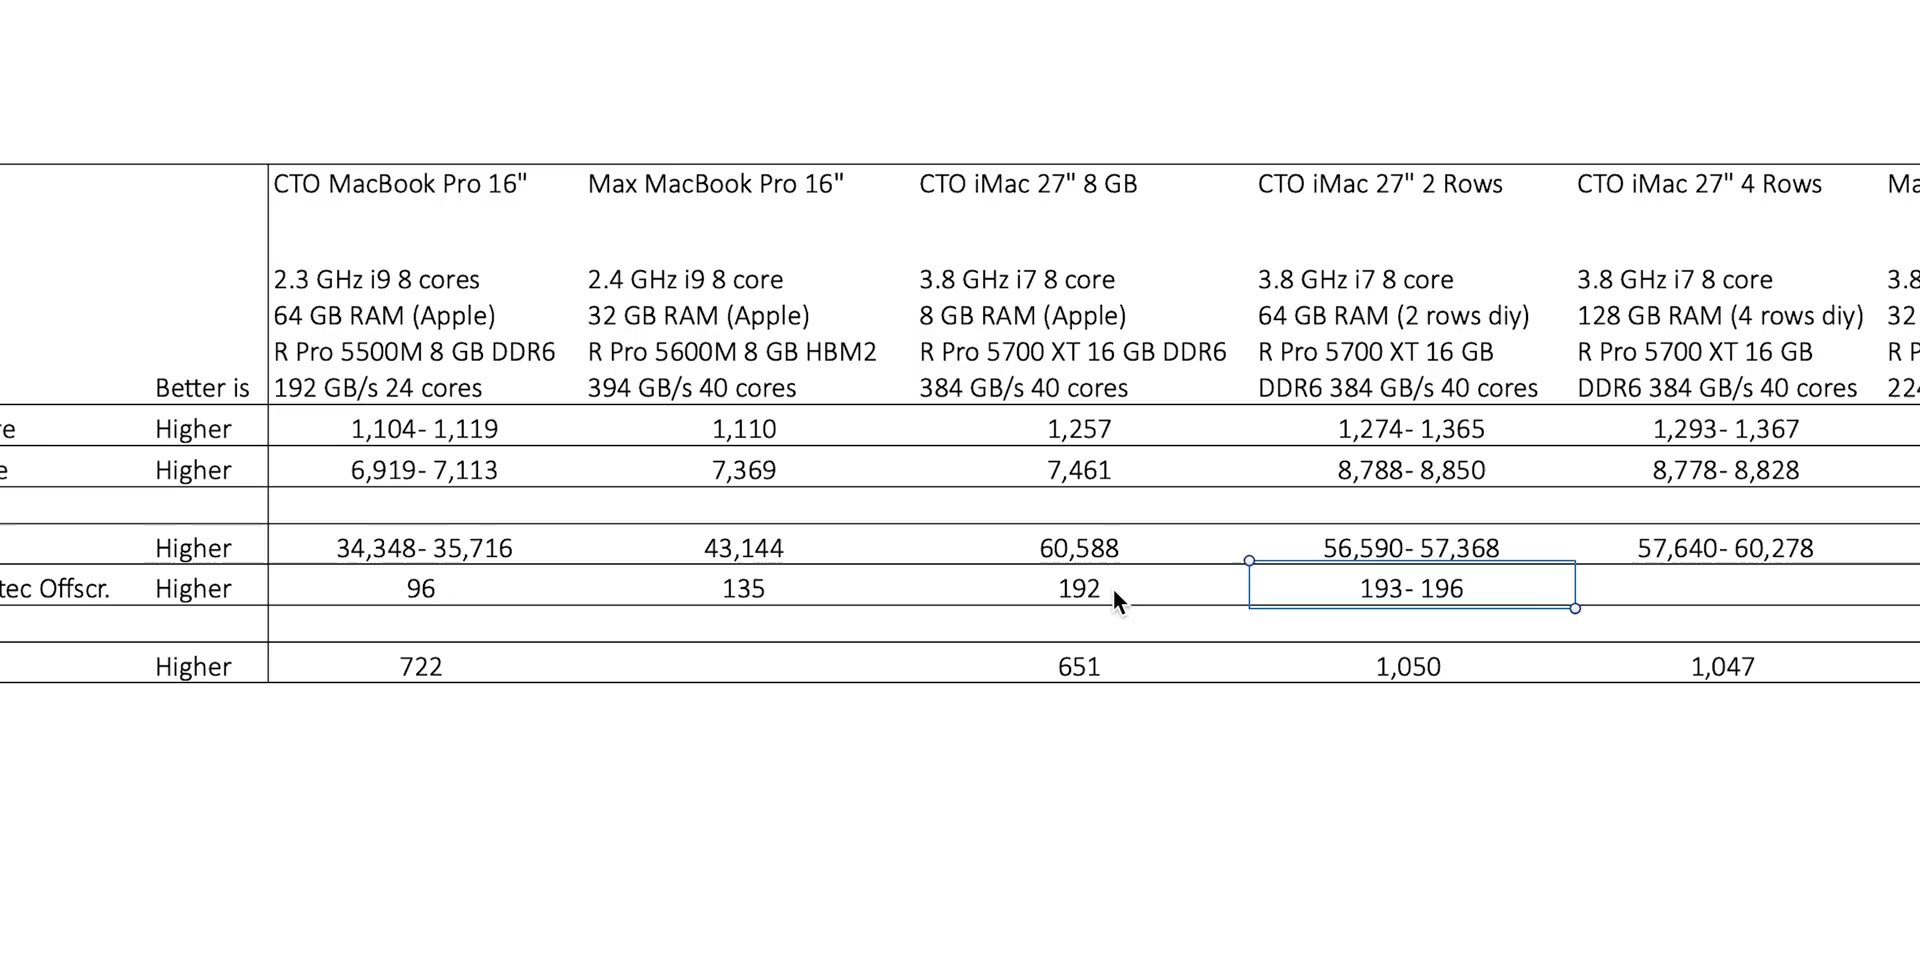 CTO MacBook Pro 16" Max MacBook Pro 16" CTO iMac 27" 8 GB CTO iMac 27" 2 Rows CTO iMac 27" 4 Rows Ma
2.3 GHz i9 8 cores 2.4 GHz i9 8 core 3.8 GHz i7 8 core 3.8 GHz i7 8 core 3.8 GHz i7 8 core 3.8
64 GB RAM (Apple) 32 GB RAM (Apple) 8 GB RAM (Apple) 64 GB RAM (2 rows diy) 128 GB RAM (4 rows diy) 32
R Pro 5500M 8 GB DDR6 R Pro 5600M 8 GB HBM2 R Pro 5700 XT 16 GB DDR6 R Pro 5700 XT 16 GB R Pro 5700 XT 16 GB R P
Better is 192 GB/s 24 cores 394 GB/s 40 cores 384 GB/s 40 cores DDR6 384 GB/s 40 cores DDR6 384 GB/s 40 cores 224
re Higher 1,104- 1,119 1,110 1,257 1,274- 1,365 1,293- 1,367
e Higher 6,919- 7,113 7,369 7,461 8,788- 8,850 8,778- 8,828
Higher 34,348- 35,716 43,144 60,588 56,590- 57,368 57,640- 60,278
tec Offscr. Higher 96 135 192 193- 196
Higher 722 651 1,050 1,047